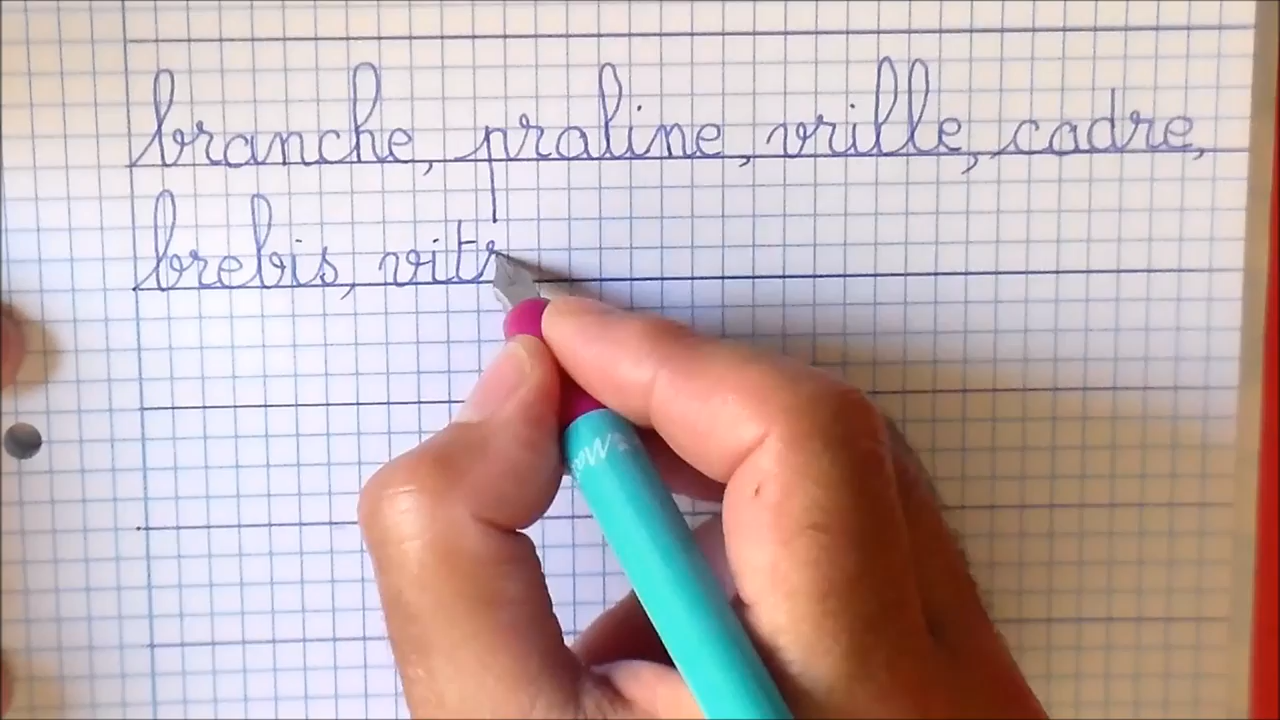 branche, praline, vrille, cadre,
brebis, vitr